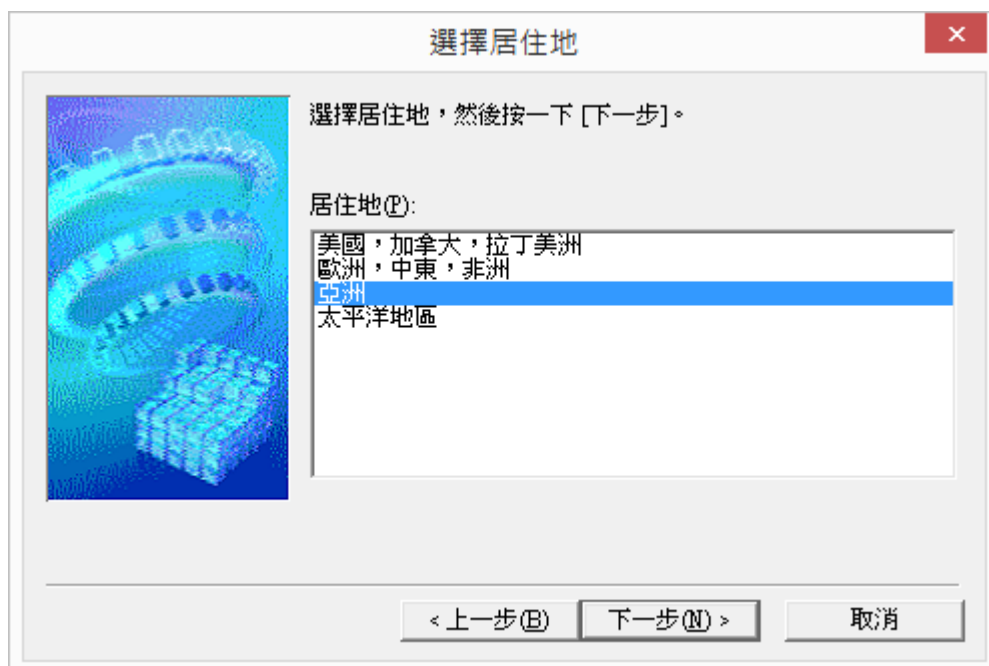 選擇居住地
選擇居住地，然後按一下 [下一步]。
居住地(P):
美國，加拿大，拉丁美洲
歐洲，中東，非洲
亞洲
太平洋地區
< 上一步(B)
下一步(N) >
取消